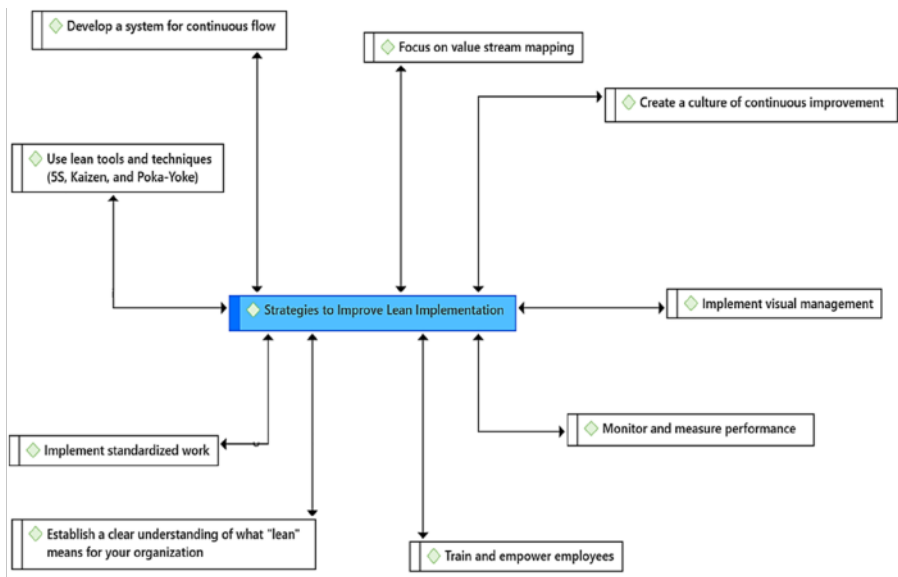 Develop a system for continuous flow
Focus on value stream mapping
Create a culture of continuous improvement
Use lean tools and techniques
(5S, Kaizen, and Poka-Yoke)
Strategies to Improve Lean Implementation
Implement visual management
Monitor and measure performance
Implement standardized work
Establish a clear understanding of what "lean"
means for your organization
Train and empower employees